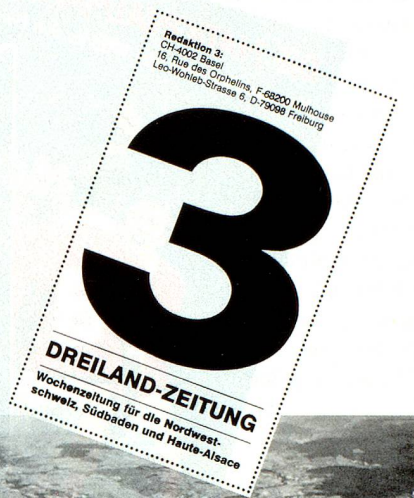 Redaktion 3:
CH-4002 Basel
16, Rue des Orphelins, F-68200 Mulhouse
Leo-Wohleb-Strasse 6, D-79098 Freiburg
3
DREILAND-ZEITUNG
Wochenzeitung für die Nordwest-
schweiz, Südbaden und Haute-Alsace